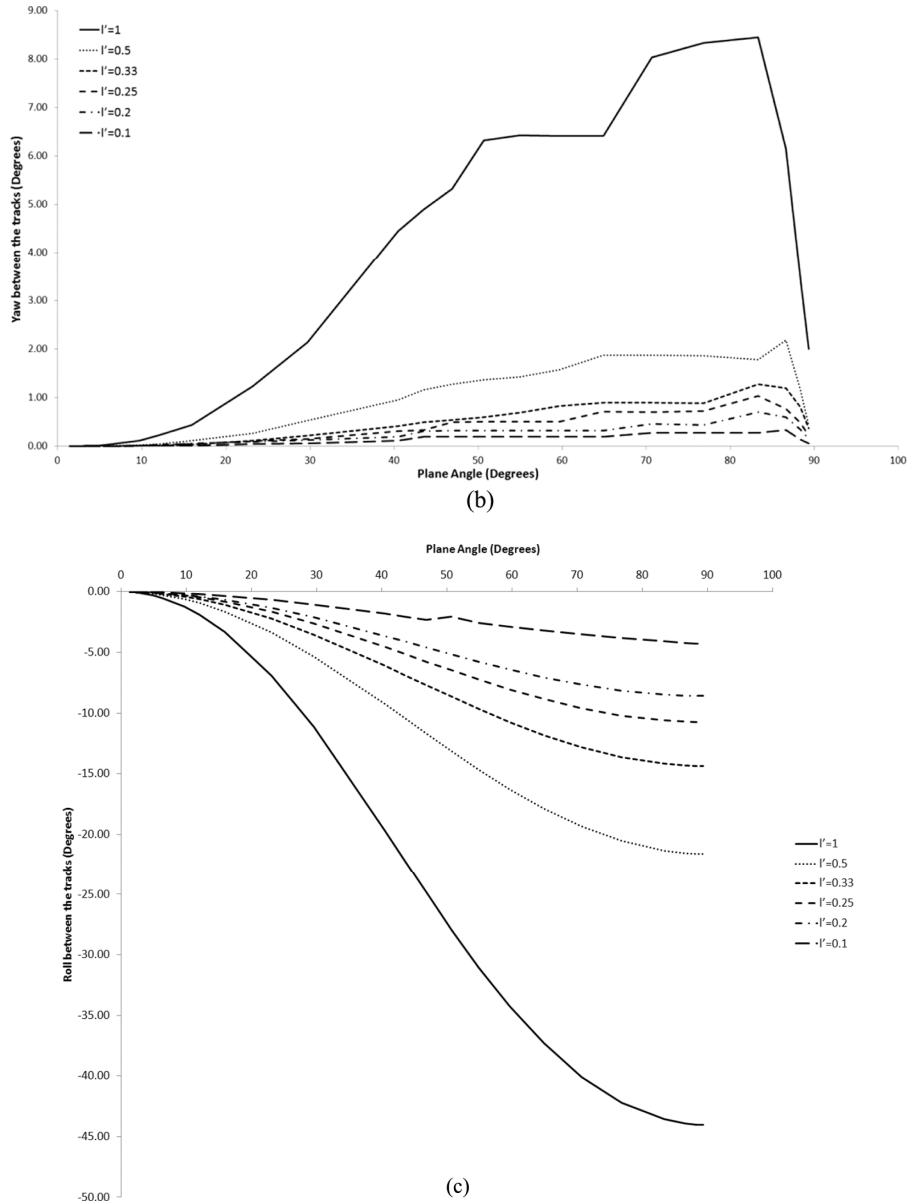 9.00
8.00
7.00
6.00
5.00
4.00
3.00
2.00
1.00
0.00
Yaw between the tracks (Degrees)
l'=1
l'=0.5
l'=0.33
l'=0.25
l'=0.2
l'=0.1
0 10 20 30 40 50 60 70 80 90 100
Plane Angle (Degrees)
(b)
Plane Angle (Degrees)
0 10 20 30 40 50 60 70 80 90 100
0.00
-5.00
-10.00
-15.00
-20.00
-25.00
-30.00
-35.00
-40.00
-45.00
-50.00
Roll between the tracks (Degrees)
l'=1
l'=0.5
l'=0.33
l'=0.25
l'=0.2
l'=0.1
(c)